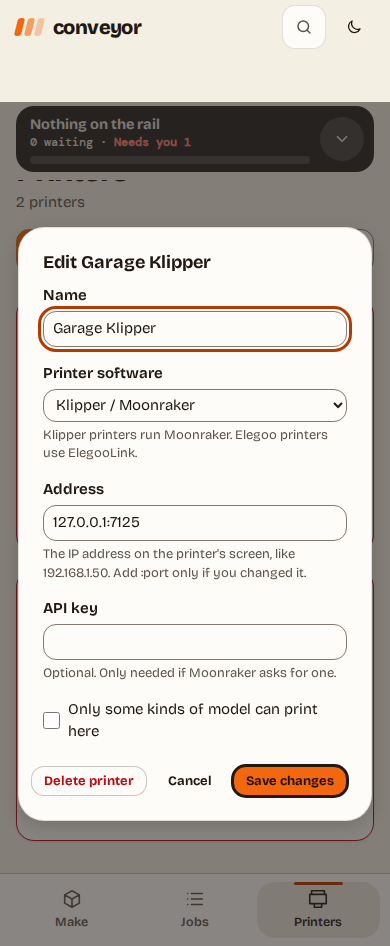 conveyor
Nothing on the rail
0 waiting · Needs you 1
Printers
2 printers
Edit Garage Klipper
Name
Garage Klipper
Printer software
Klipper / Moonraker
Klipper printers run Moonraker. Elegoo printers
use ElegooLink.
Address
127.0.0.1:7125
The IP address on the printer's screen, like
192.168.1.50. Add :port only if you changed it.
API key
Optional. Only needed if Moonraker asks for one.
Only some kinds of model can print
here
Delete printer
Cancel
Save changes
Make
Jobs
Printers